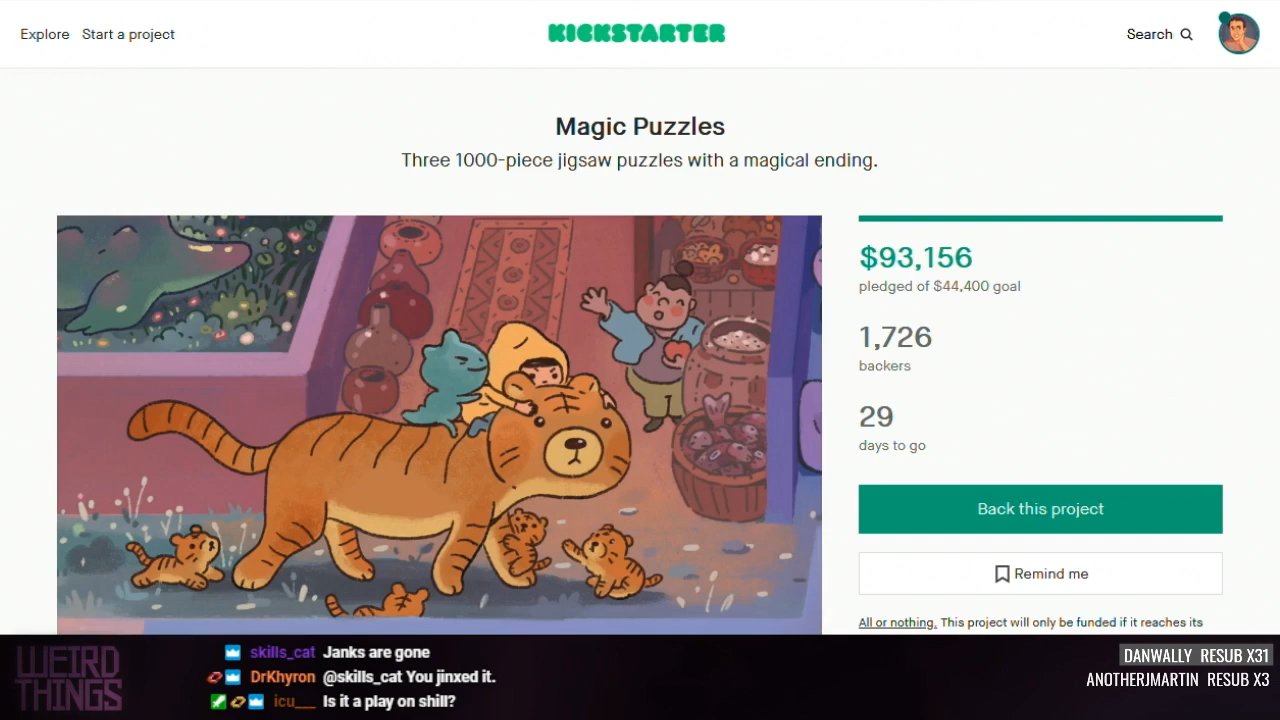 Explore Start a project
KICKSTARTER
Search
Magic Puzzles
Three 1000-piece jigsaw puzzles with a magical ending.
$93,156
pledged of $44,400 goal
1,726
backers
29
days to go
Back this project
Remind me
All or nothing. This project will only be funded if it reaches its
WEIRD
THINGS
skills_cat Janks are gone
DrKhyron @skills_cat You jinxed it.
icu___ Is it a play on shill?
DANWALLY RESUB X31
ANOTHERJMARTIN RESUB X3